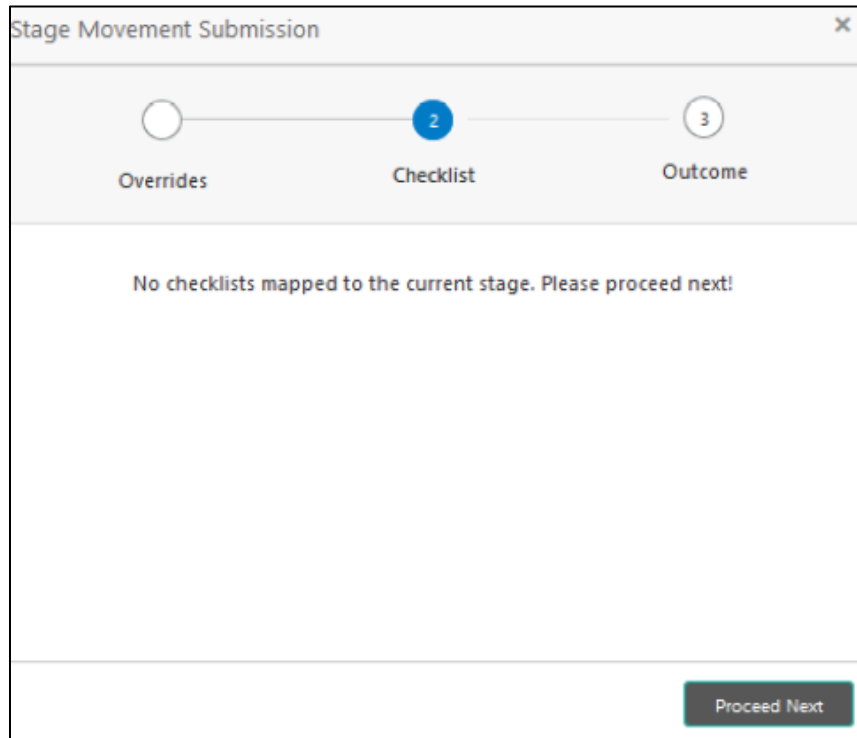 Stage Movement Submission ×
2
3
Overrides
Checklist
Outcome
No checklists mapped to the current stage. Please proceed next!
Proceed Next